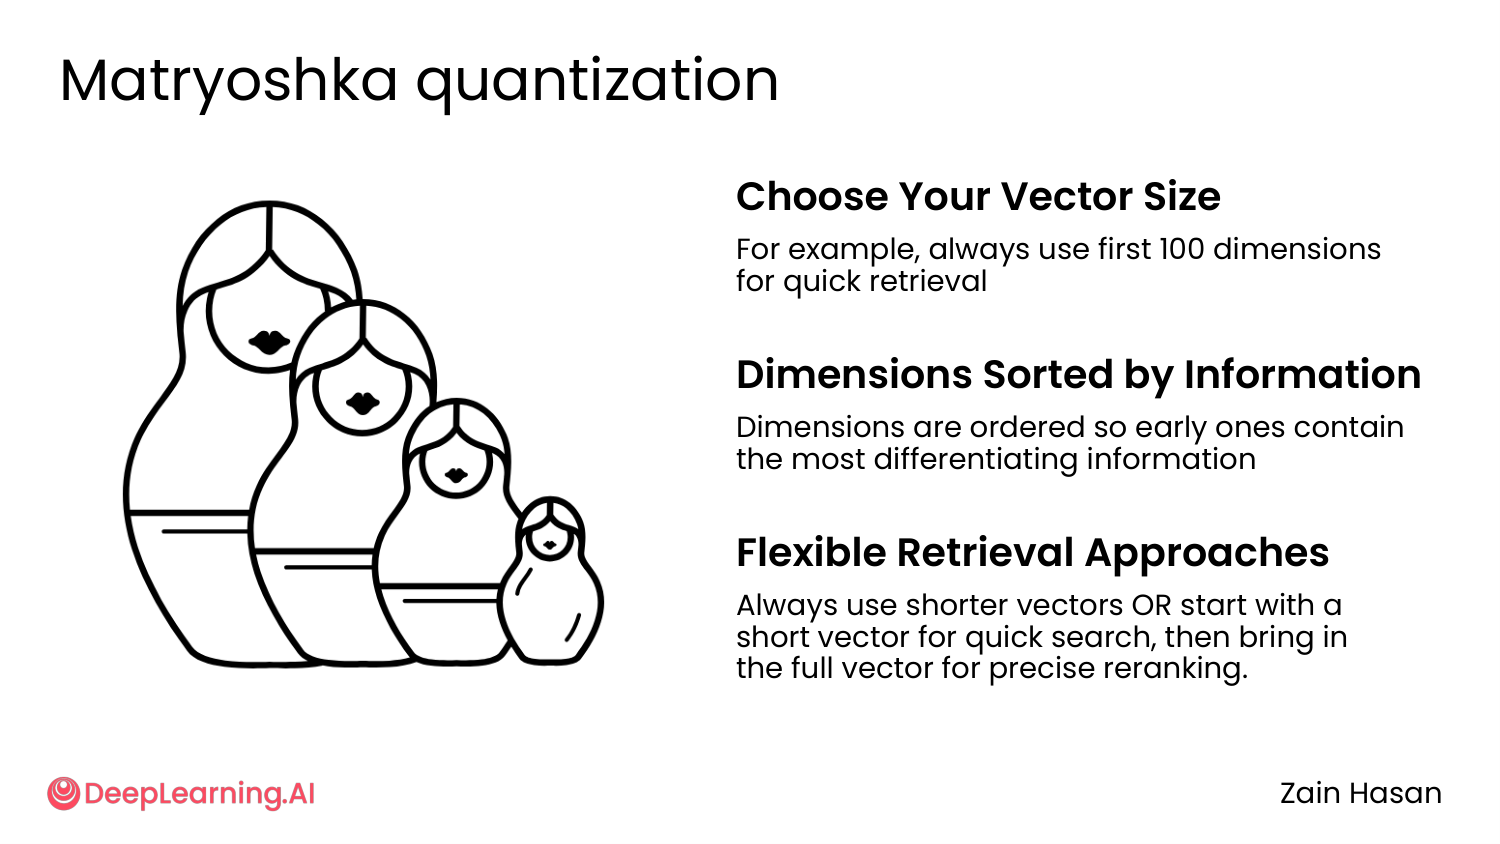 Matryoshka quantization
Choose Your Vector Size
For example, always use first 100 dimensions
for quick retrieval
Dimensions Sorted by Information
Dimensions are ordered so early ones contain
the most differentiating information
Flexible Retrieval Approaches
Always use shorter vectors OR start with a
short vector for quick search, then bring in
the full vector for precise reranking.
DeepLearning.AI
Zain Hasan